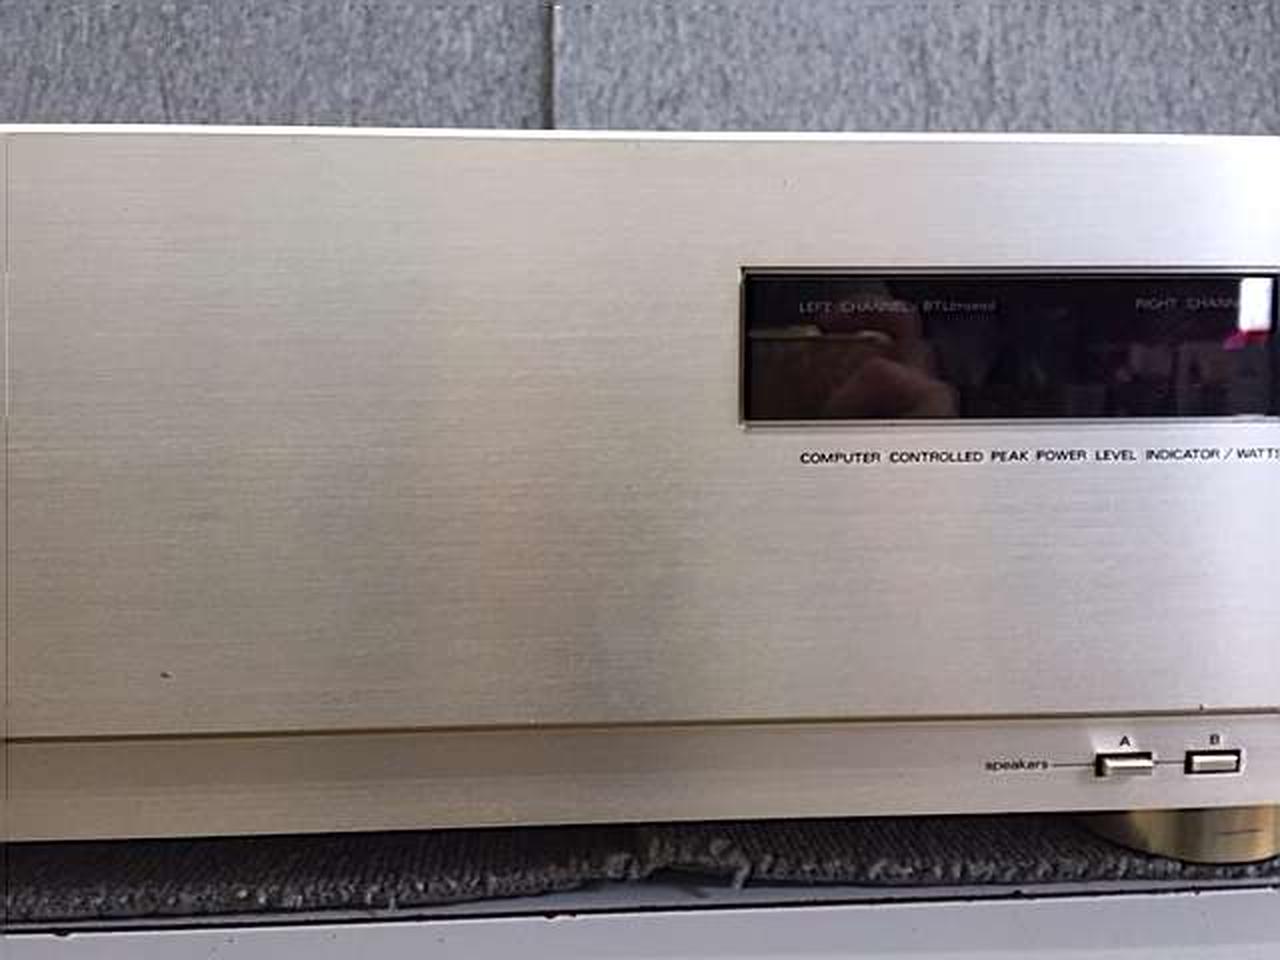 LEFT CHANNEL / BTL(mono) RIGHT CHANN
COMPUTER CONTROLLED PEAK POWER LEVEL INDICATOR / WATTS
A B
speakers